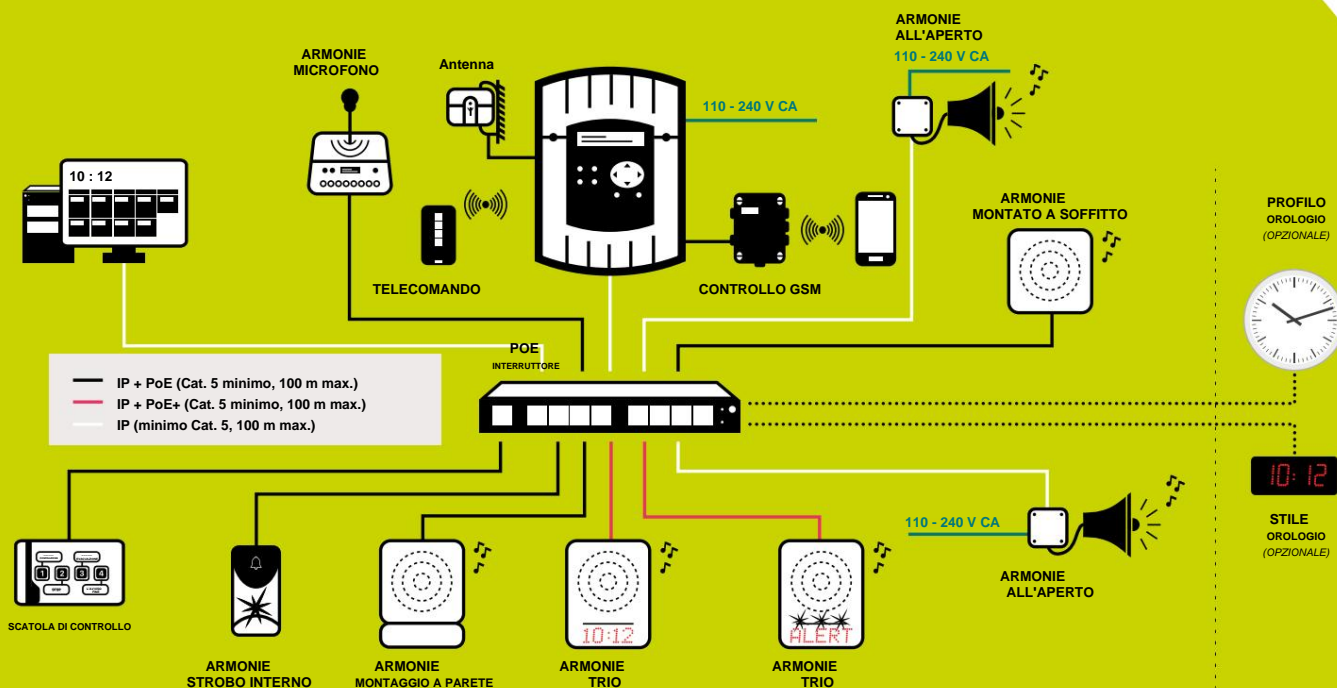 ARMONIE
ALL'APERTO
110 - 240 V CA
ARMONIE
MICROFONO
Antenna
110 - 240 V CA
10 : 12
ARMONIE
MONTATO A SOFFITTO
PROFILO
OROLOGIO
(OPZIONALE)
TELECOMANDO
CONTROLLO GSM
POE
INTERRUTTORE
IP + PoE (Cat. 5 minimo, 100 m max.)
IP + PoE+ (Cat. 5 minimo, 100 m max.)
IP (minimo Cat. 5, 100 m max.)
10:12
STILE
OROLOGIO
(OPZIONALE)
110 - 240 V CA
ARMONIE
ALL'APERTO
1 2 3 4
SCATOLA DI CONTROLLO
10:12
ALERT
ARMONIE
STROBO INTERNO
ARMONIE
MONTAGGIO A PARETE
ARMONIE
TRIO
ARMONIE
TRIO